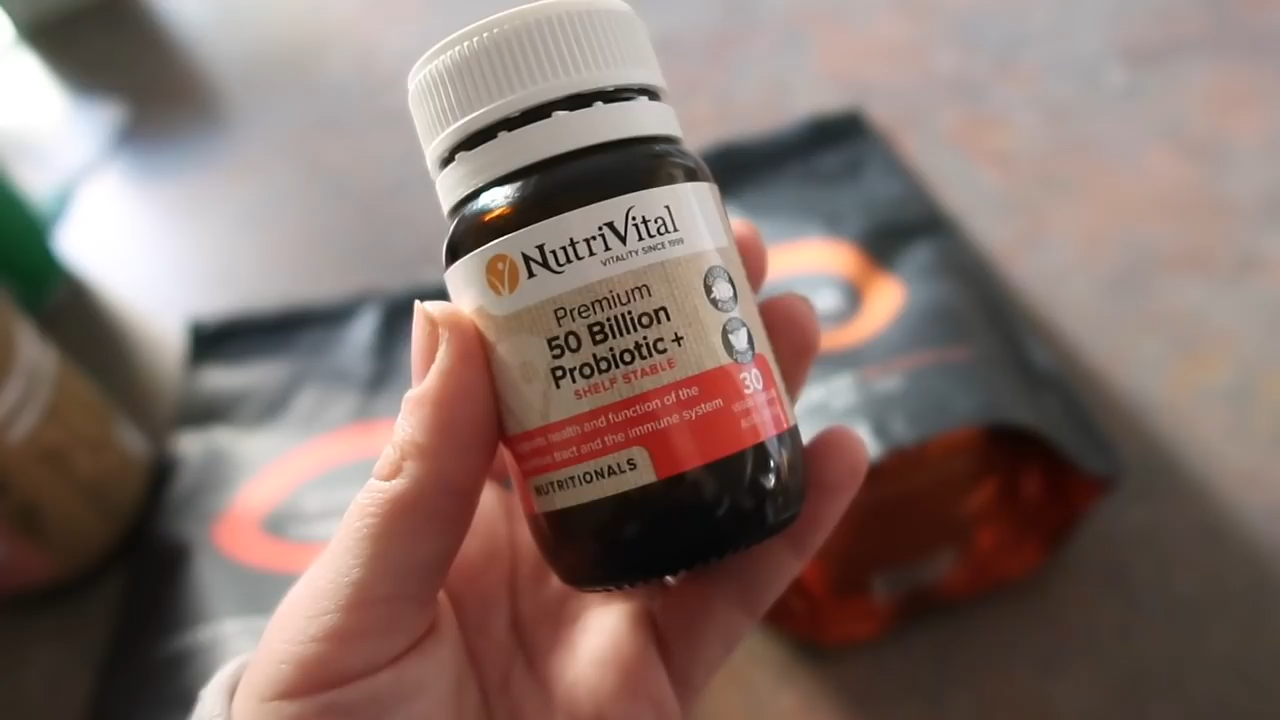 NutriVital
VITALITY SINCE 1999
Premium
50 Billion
Probiotic +
SHELF STABLE
health and function of the
tract and the immune system
30
NUTRITIONALS